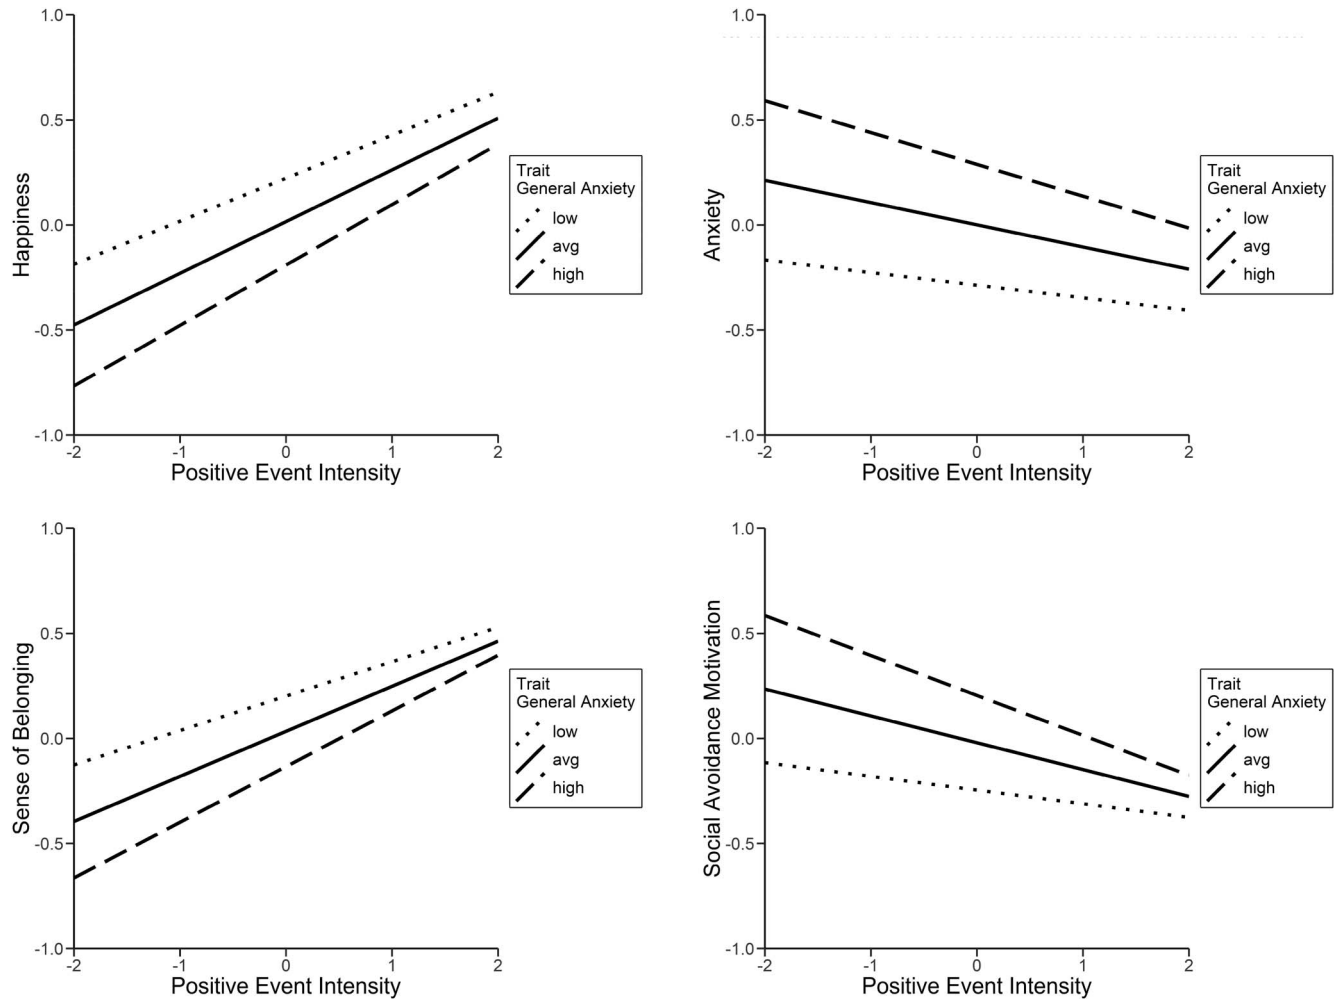 1.0
0.5
0.0
-0.5
-1.0
Happiness
-2
-1
0
1
2
Positive Event Intensity
Trait
General Anxiety
low
avg
high
1.0
0.5
0.0
-0.5
-1.0
Anxiety
-2
-1
0
1
2
Positive Event Intensity
Trait
General Anxiety
low
avg
high
1.0
0.5
0.0
-0.5
-1.0
Sense of Belonging
-2
-1
0
1
2
Positive Event Intensity
Trait
General Anxiety
low
avg
high
1.0
0.5
0.0
-0.5
-1.0
Social Avoidance Motivation
-2
-1
0
1
2
Positive Event Intensity
Trait
General Anxiety
low
avg
high